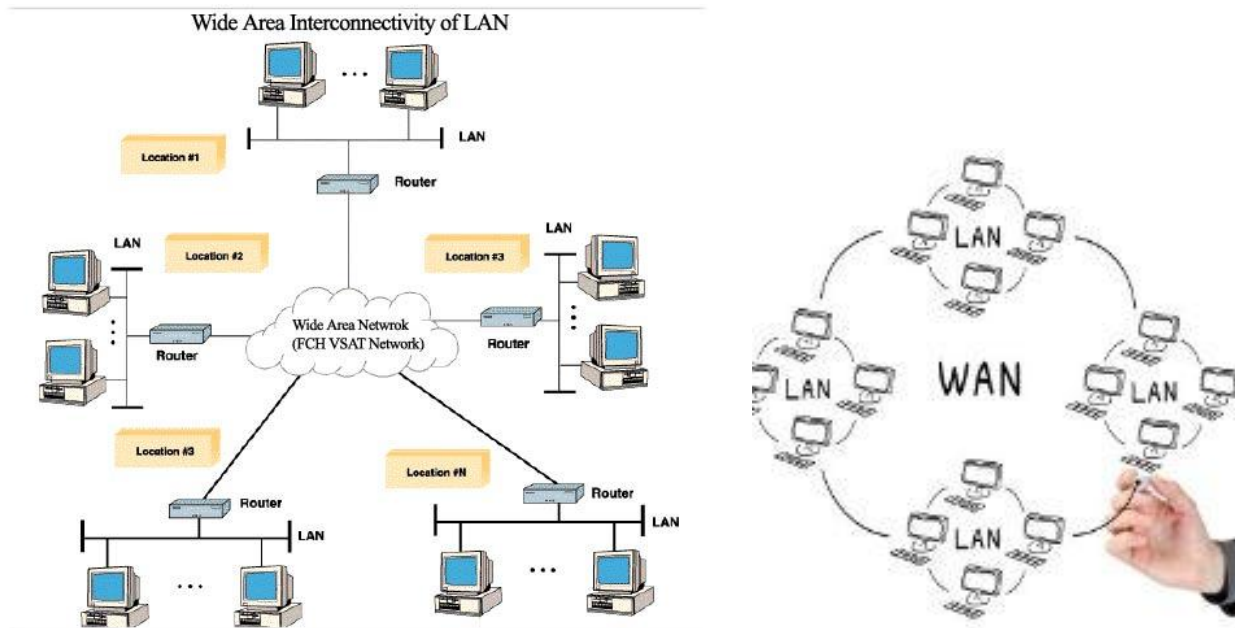 Wide Area Interconnectivity of LAN
LAN
Location #1
Router
LAN
Location #2
Location #3
Wide Area Netwrok
(FCH VSAT Network)
Router
Router
Location #3
Location #N
Router
Router
LAN
LAN
LAN
LAN
WAN
LAN
LAN
LAN